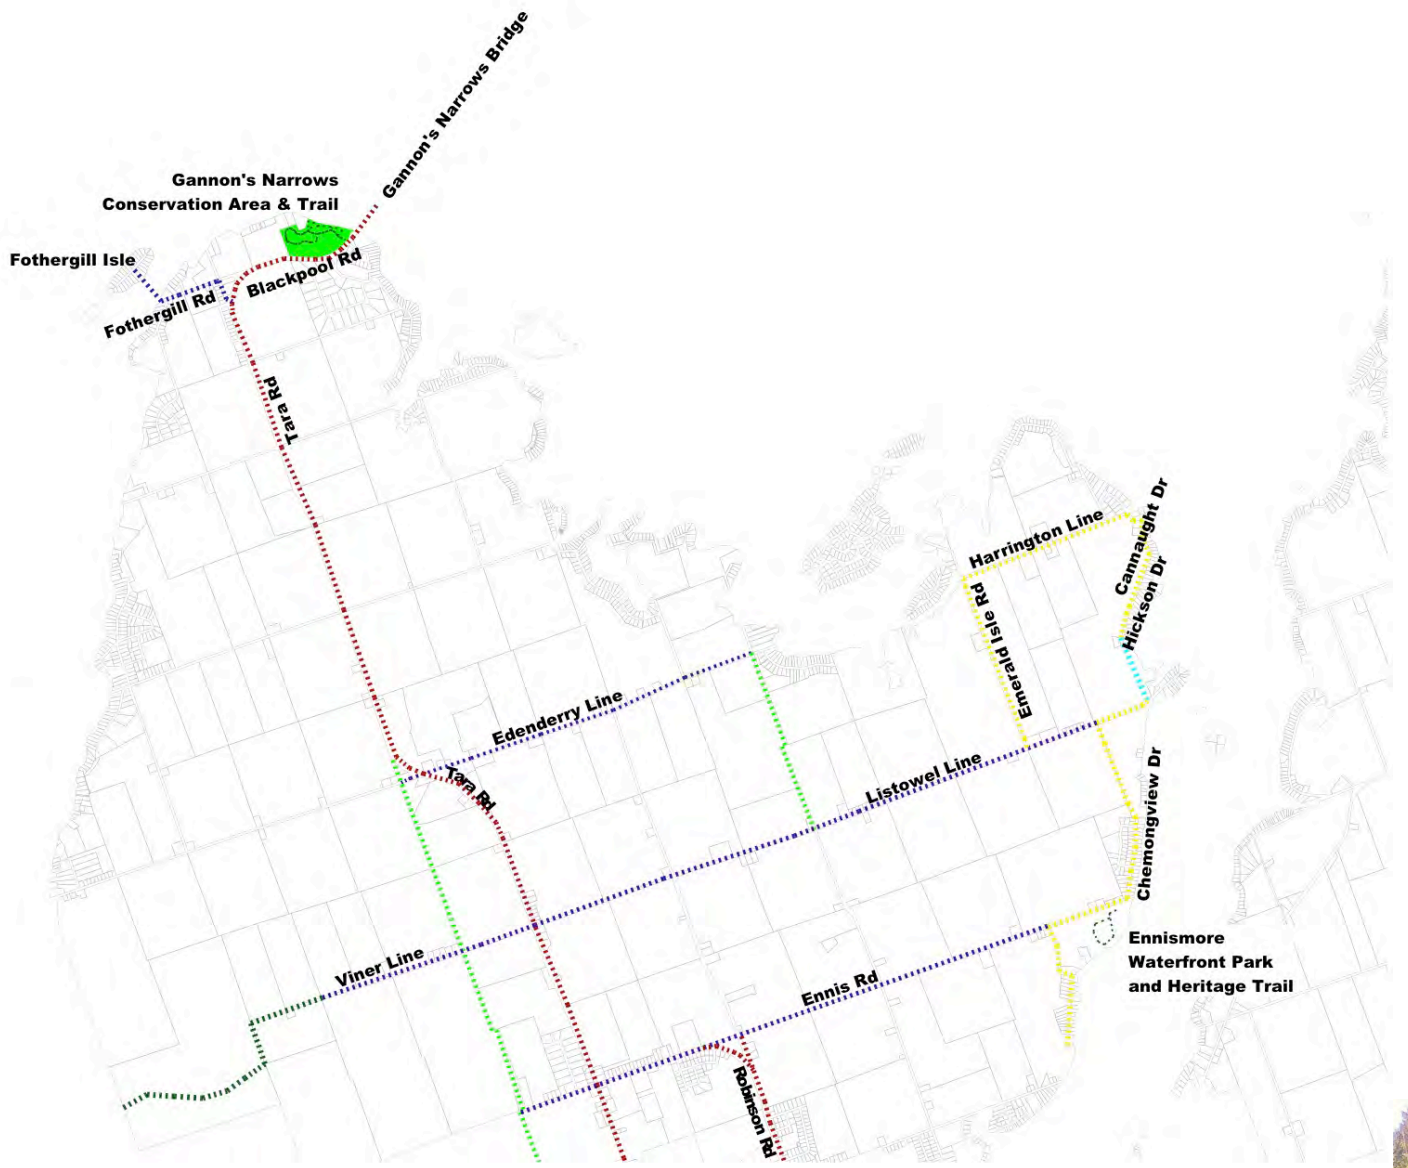 Gannon's Narrows Bridge
Gannon's Narrows
Conservation Area & Trail
Fothergill Isle
Blackpool Rd
Fothergill Rd
Tara Rd
Cannaught Dr
Harrington Line
Hickson Dr
Emerald Isle Rd
Edenderry Line
Tara Rd
Listowel Line
Chemongview Dr
Viner Line
Ennis Rd
Ennismore
Waterfront Park
and Heritage Trail
Robinson Rd